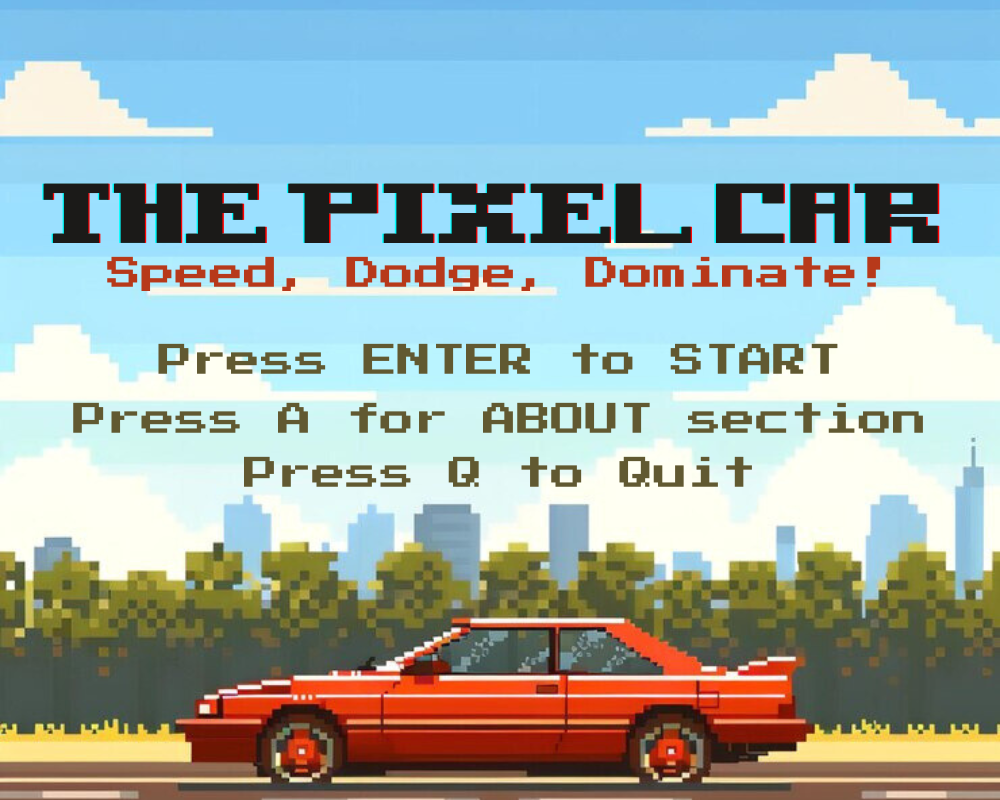 THE PIXEL CAR
Speed, Dodge, Dominate!
Press ENTER to START
Press A for ABOUT section
Press Q to Quit